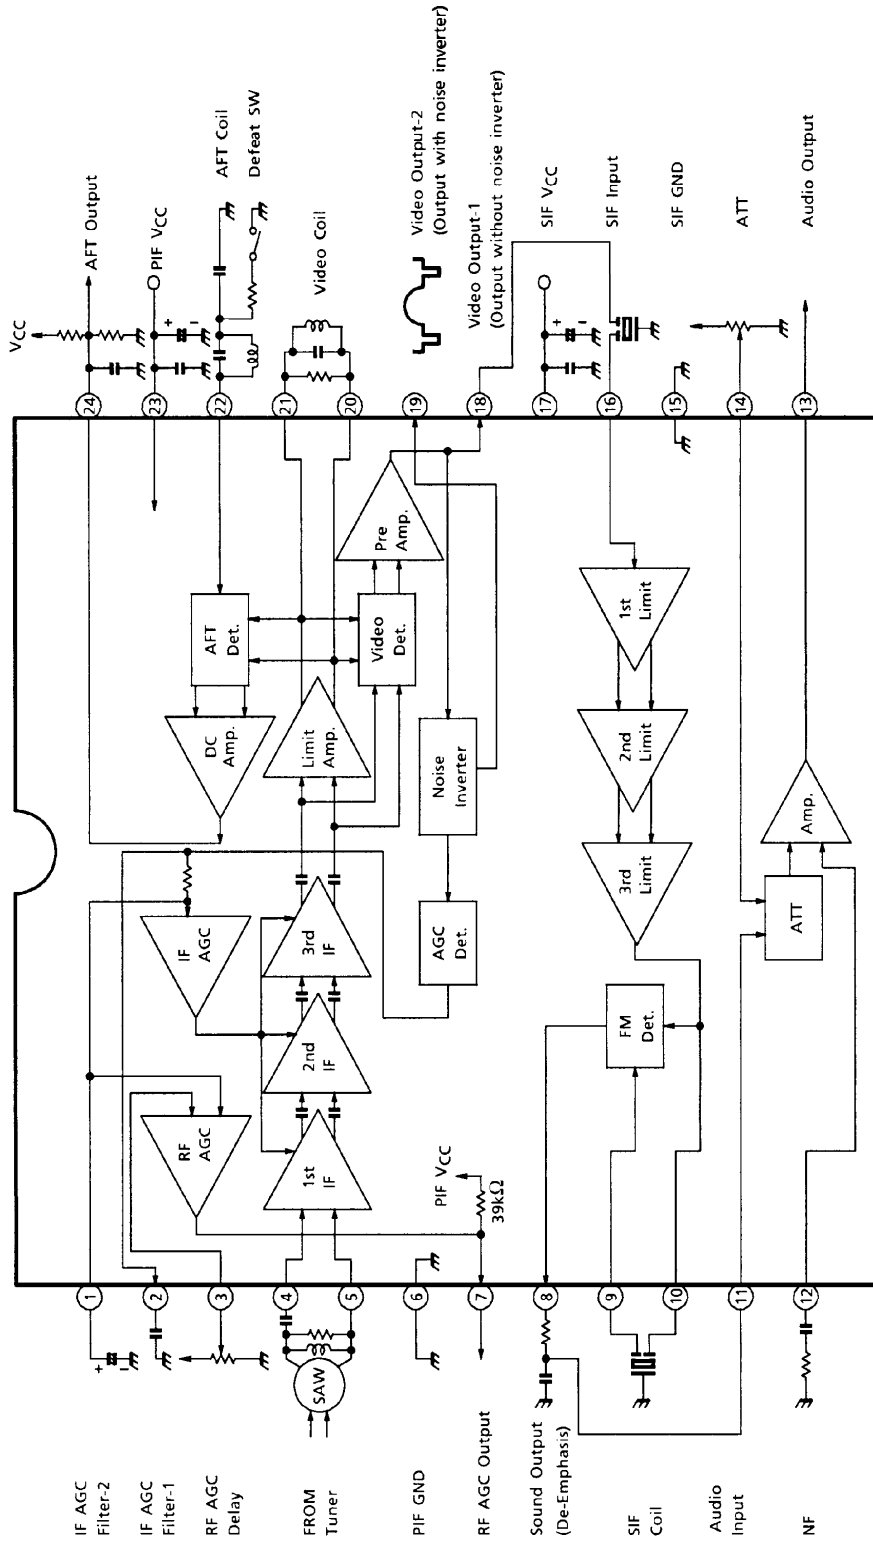 VCC
AFT Output
PIF VCC
AFT Coil
Defeat SW
Video Coil
Video Output-2
(Output with noise inverter)
Video Output-1
(Output without noise inverter)
SIF VCC
SIF Input
SIF GND
ATT
Audio Output
+
-
+
-
24
23
22
21
20
19
18
17
16
15
14
13
AFT
Det.
DC
Amp.
Limit
Amp.
Video
Det.
Pre
Amp.
Noise
Inverter
AGC
Det.
IF
AGC
RF
AGC
1st
IF
2nd
IF
3rd
IF
PIF VCC
39kΩ
1st
Limit
2nd
Limit
3rd
Limit
FM
Det.
ATT
Amp.
1
2
3
4
5
6
7
8
9
10
11
12
+
-
SAW
IF AGC
Filter-2
IF AGC
Filter-1
RF AGC
Delay
FROM
Tuner
PIF GND
RF AGC Output
Sound Output
(De-Emphasis)
SIF
Coil
Audio
Input
NF